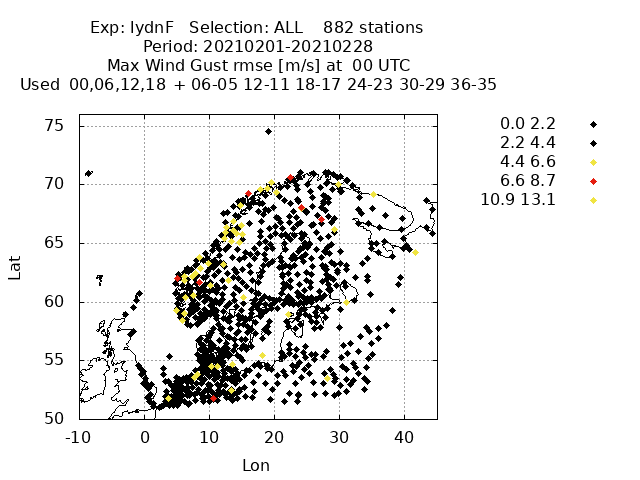 Exp: lydnF   Selection: ALL    882 stations
Period: 20210201-20210228
Max Wind Gust rmse [m/s] at  00 UTC
Used  00,06,12,18  + 06-05 12-11 18-17 24-23 30-29 36-35
0.0 2.2
2.2 4.4
4.4 6.6
6.6 8.7
10.9 13.1
75
70
65
60
55
50
Lat
-10 0 10 20 30 40
Lon